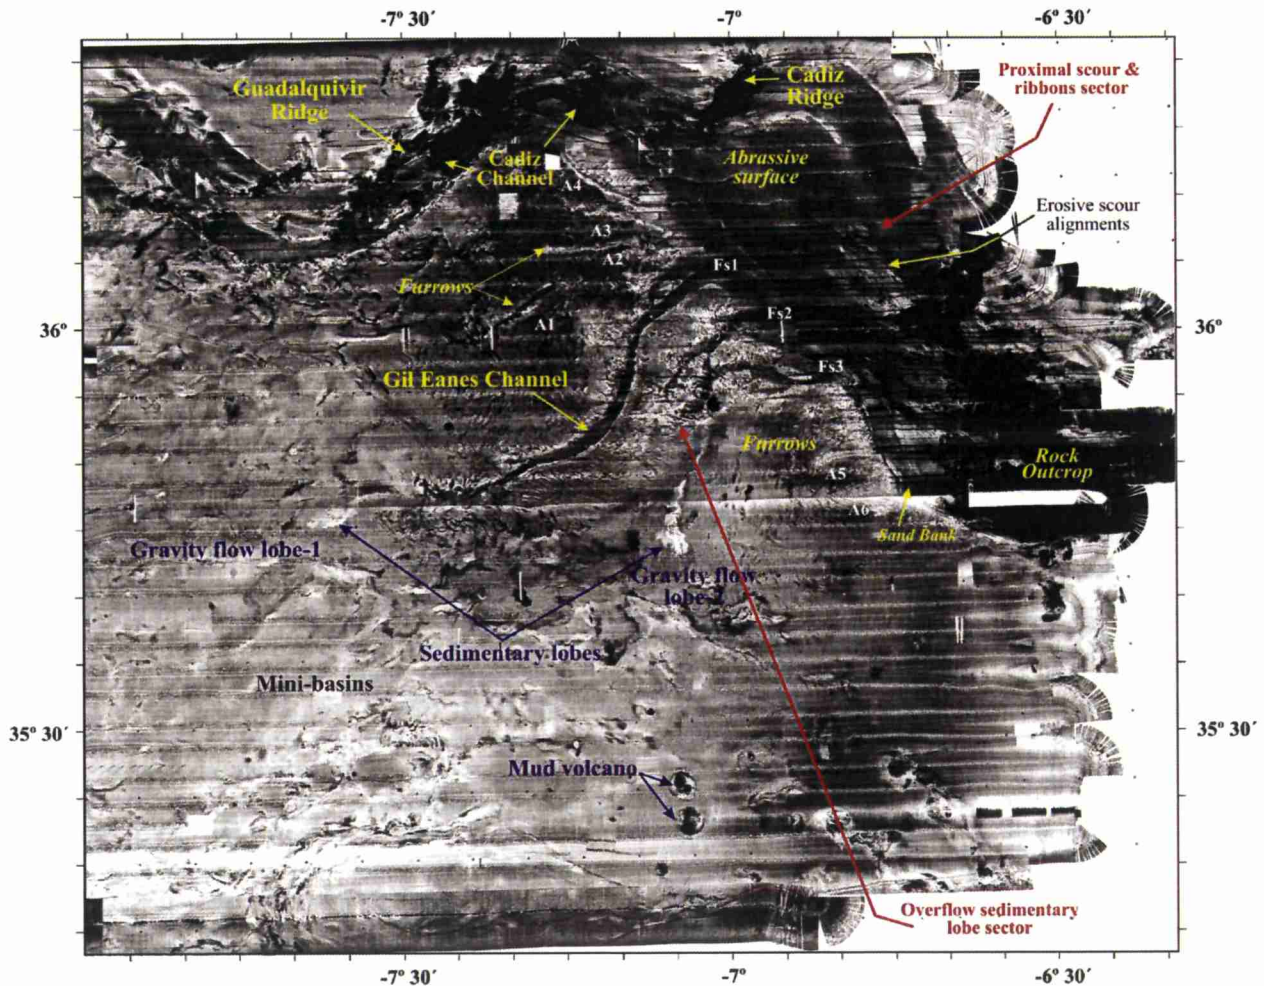 -7° 30´
-7°
-6° 30´
Guadalquivir
Ridge
Cadiz
Ridge
Proximal scour &
ribbons sector
Cadiz
Channel
Abrassive
surface
A4
Erosive scour
alignments
A3
A2
Fs1
Furrows
Fs2
A1
36°
36°
Fs3
Gil Eanes Channel
Furrows
Rock
Outcrop
A5
A6
Sand Bank
Gravity flow lobe-1
Gravity flow
lobe-2
Sedimentary lobes
Mini-basins
35° 30´
35° 30´
Mud volcano
Overflow sedimentary
lobe sector
-7° 30´
-7°
-6° 30´